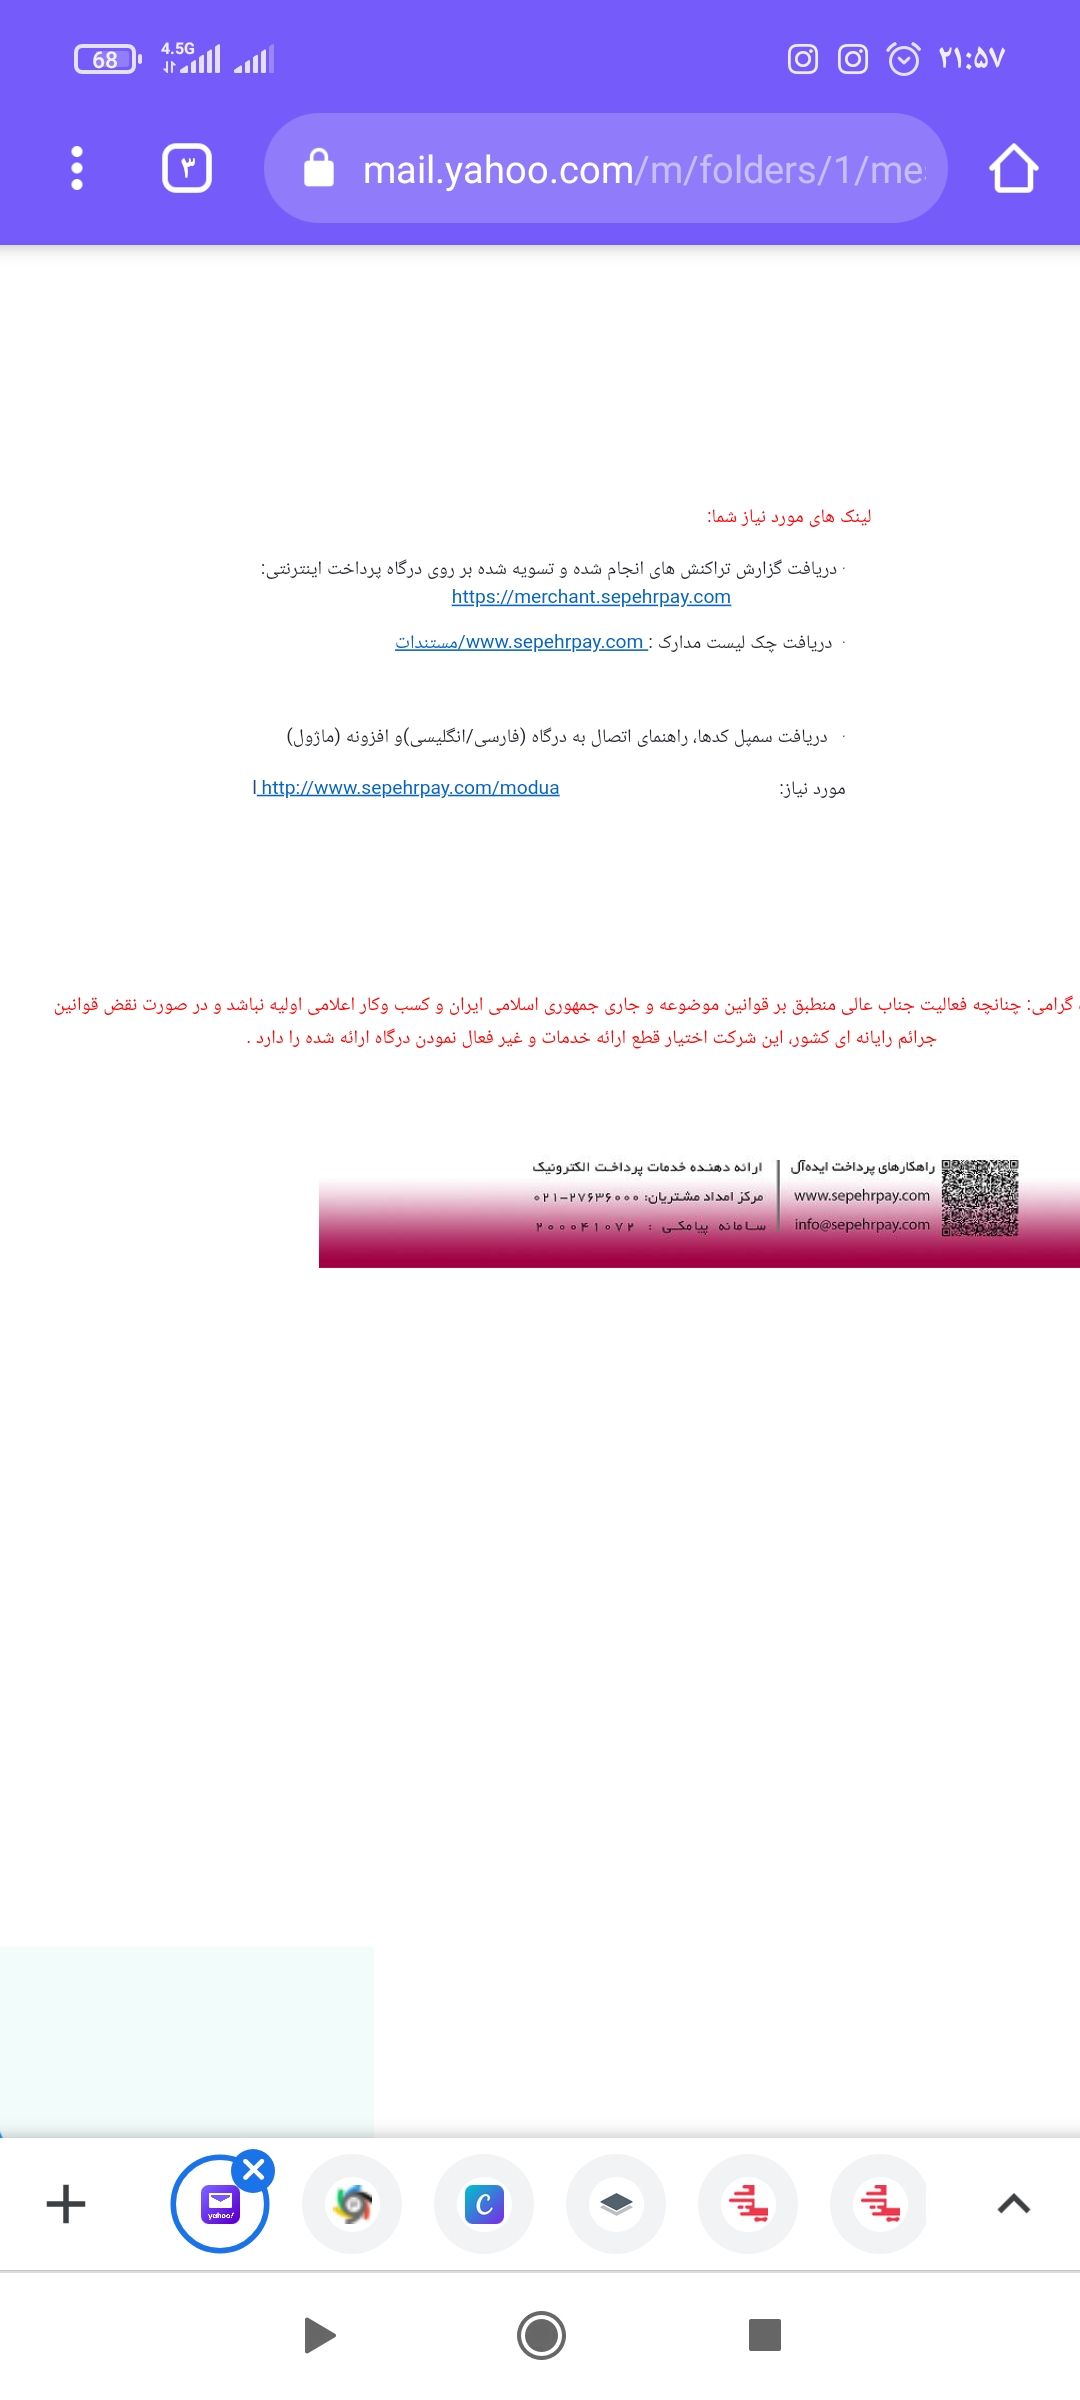 68 4.5G ۲۱:۵۷
۳ mail.yahoo.com/m/folders/1/me
لینک های مورد نیاز شما:
· دریافت گزارش تراکنش های انجام شده و تسویه شده بر روی درگاه پرداخت اینترنتی:
https://merchant.sepehrpay.com
· دریافت چک لیست مدارک : www.sepehrpay.com/مستندات
· دریافت سمپل کدها، راهنمای اتصال به درگاه (فارسی/انگلیسی)و افزونه (ماژول)
مورد نیاز: http://www.sepehrpay.com/modua l
گرامی: چنانچه فعالیت جناب عالی منطبق بر قوانین موضوعه و جاری جمهوری اسلامی ایران و کسب وکار اعلامی اولیه نباشد و در صورت نقض قوانین
جرائم رایانه ای کشور، این شرکت اختیار قطع ارائه خدمات و غیر فعال نمودن درگاه ارائه شده را دارد .
راهکارهای پرداخت ایده‌آل | ارائه دهنده خدمات پرداخت الکترونیک
www.sepehrpay.com مرکز امداد مشتریان: ۰۲۱-۲۷۶۳۶۰۰۰
info@sepehrpay.com سامانه پیامکی : ۲۰۰۰۴۱۰۷۲
yahoo!